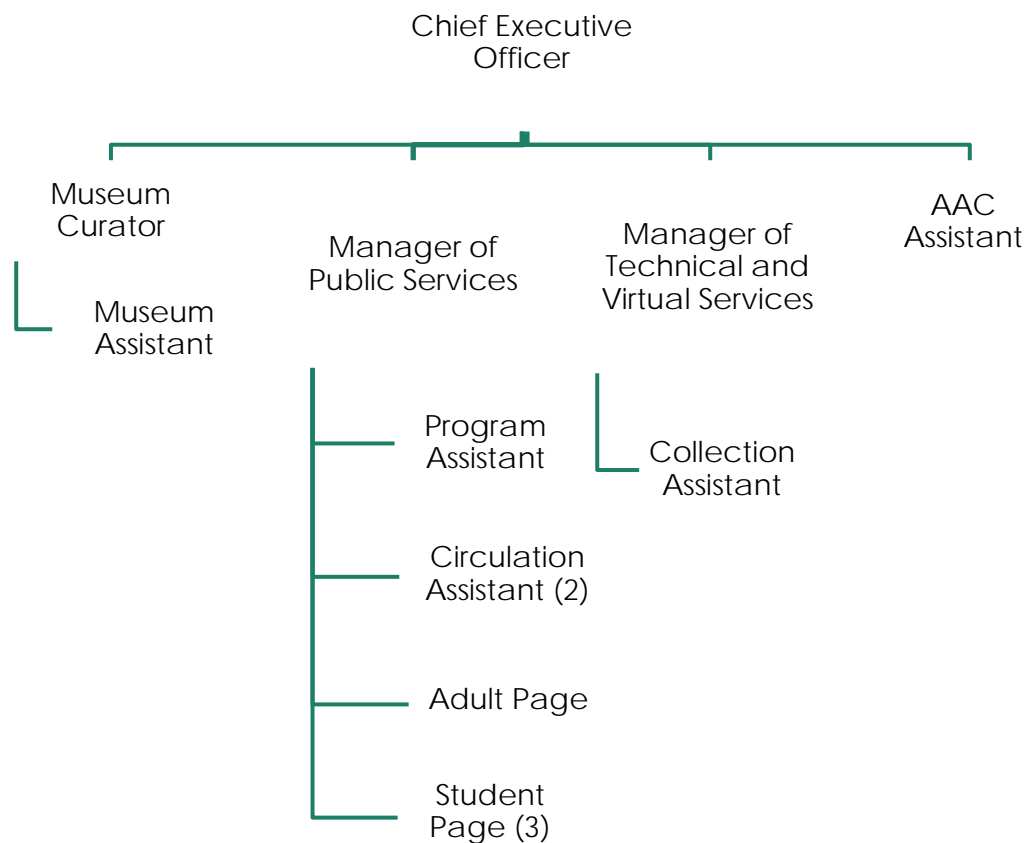 Chief Executive
Officer
Museum
Curator
Museum
Assistant
Manager of
Public Services
Program
Assistant
Circulation
Assistant (2)
Adult Page
Student
Page (3)
Manager of
Technical and
Virtual Services
Collection
Assistant
AAC
Assistant